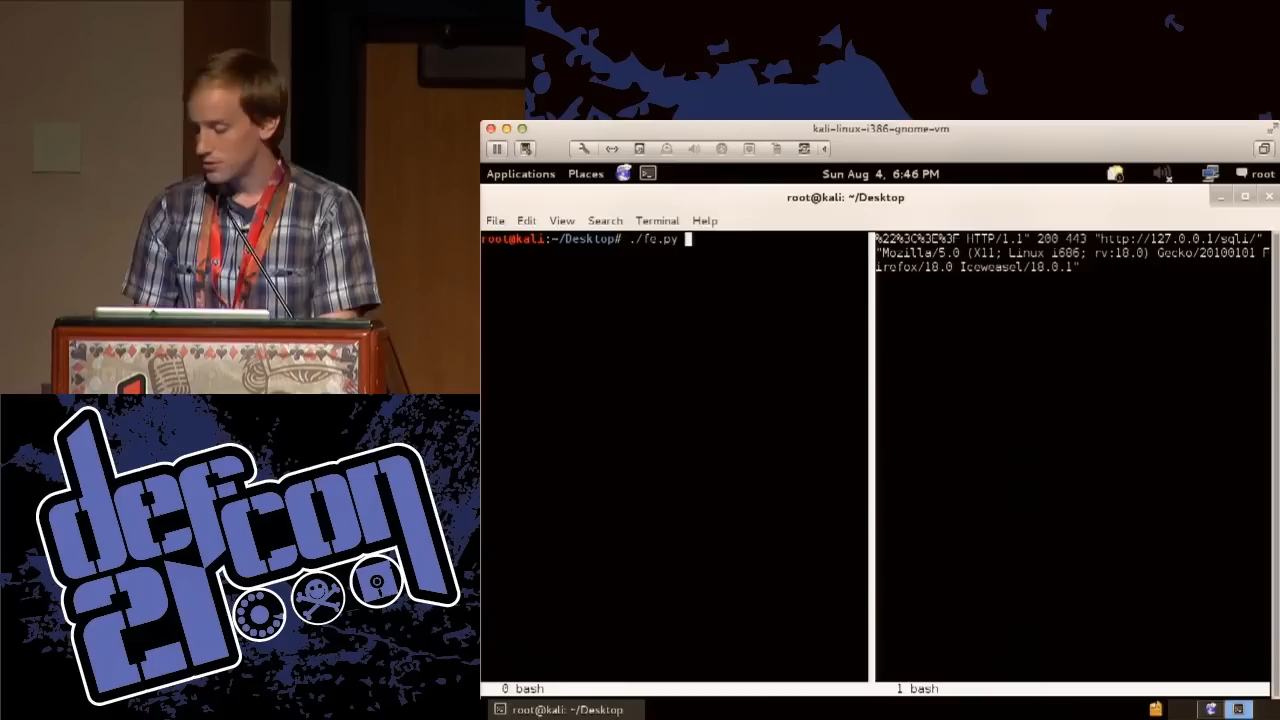 kali-linux-i386-gnome-vm
Applications Places Sun Aug 4, 6:46 PM root
root@kali: ~/Desktop
File Edit View Search Terminal Help
root@kali:~/Desktop# ./fe.py
%22%3C%3E%3F HTTP/1.1" 200 443 "http://127.0.0.1/sqli/"
"Mozilla/5.0 (X11; Linux i686; rv:18.0) Gecko/20100101 F
irefox/18.0 Iceweasel/18.0.1"
0 bash 1 bash
root@kali: ~/Desktop
defcon
21